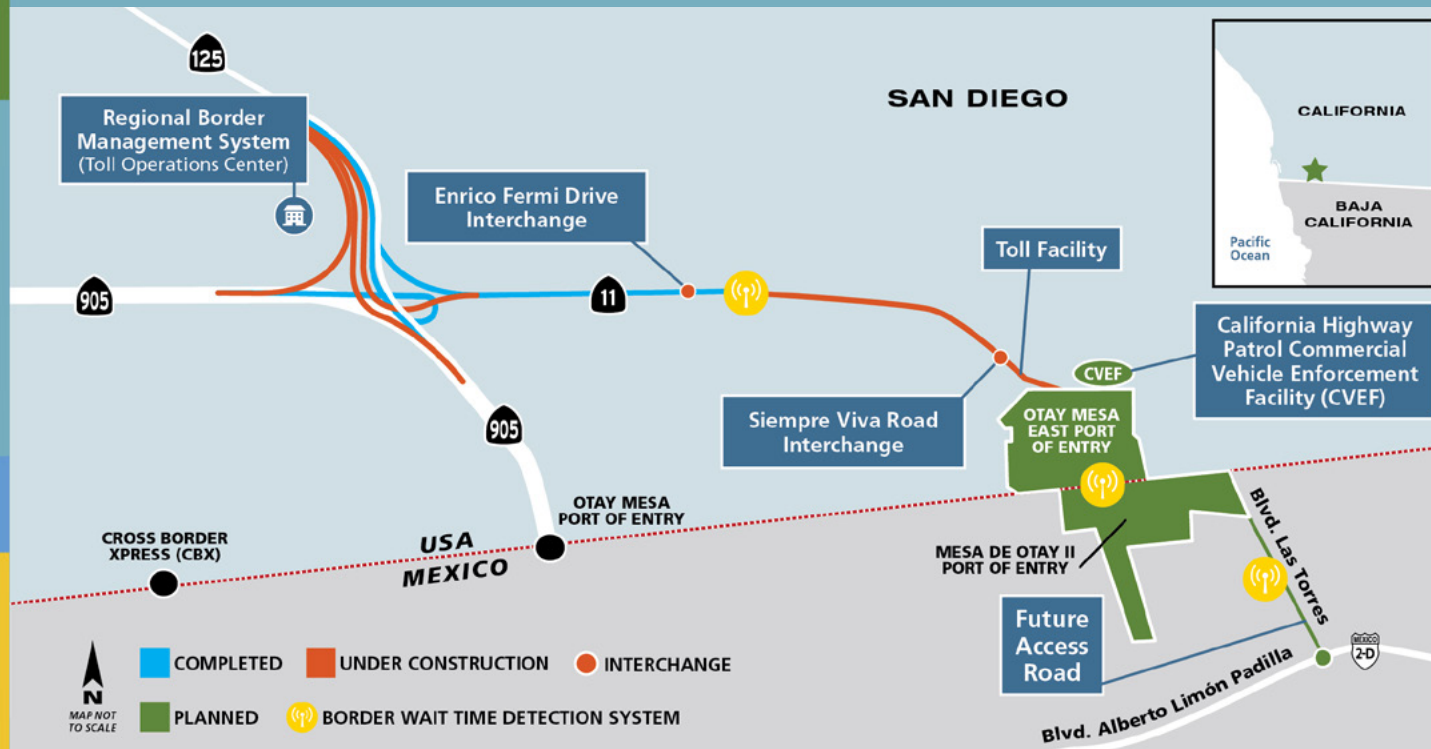 125
Regional Border
Management System
(Toll Operations Center)
SAN DIEGO
CALIFORNIA
BAJA
CALIFORNIA
Pacific
Ocean
Enrico Fermi Drive
Interchange
Toll Facility
905
11
California Highway
Patrol Commercial
Vehicle Enforcement
Facility (CVEF)
CVEF
Siempre Viva Road
Interchange
OTAY MESA
EAST PORT
OF ENTRY
905
OTAY MESA
PORT OF ENTRY
CROSS BORDER
XPRESS (CBX)
USA
MEXICO
MESA DE OTAY II
PORT OF ENTRY
Blvd. Las Torres
Future
Access
Road
MEXICO
2-D
Blvd. Alberto Limón Padilla
N
MAP NOT
TO SCALE
COMPLETED
UNDER CONSTRUCTION
INTERCHANGE
PLANNED
BORDER WAIT TIME DETECTION SYSTEM